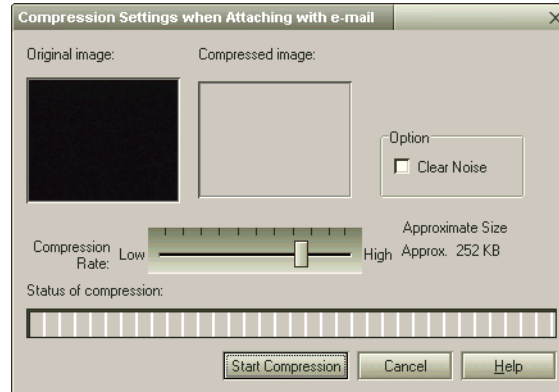 Compression Settings when Attaching with e-mail
Original image:
Compressed image:
Option
Clear Noise
Compression
Rate:
Low
High
Approximate Size
Approx. 252 KB
Status of compression:
Start Compression
Cancel
Help